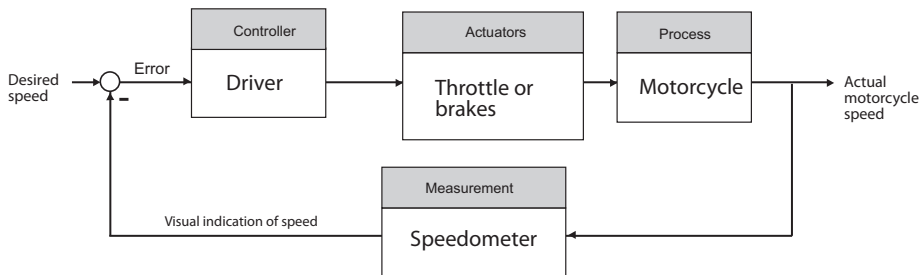 Controller
Driver
Actuators
Throttle or
brakes
Process
Motorcycle
Desired
speed
Error
-
Actual
motorcycle
speed
Measurement
Speedometer
Visual indication of speed